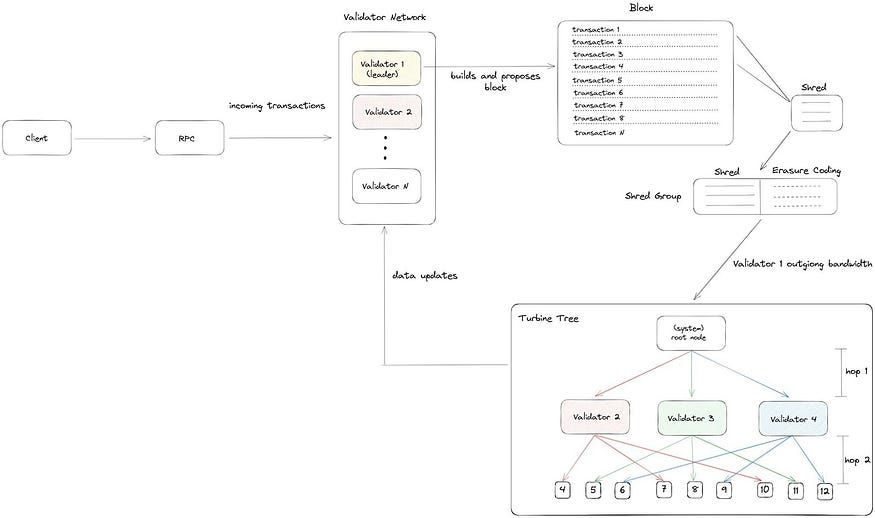 Validator Network
Block
Validator 1
(leader)
Validator 2
Validator N
builds and proposes
block
transaction 1
transaction 2
transaction 3
transaction 4
transaction 5
transaction 6
transaction 7
transaction 8
transaction N
Shred
incoming transactions
Client
RPC
Shred
Erasure Coding
Shred Group
Validator 1 outgiong bandwidth
data updates
Turbine Tree
(system)
root node
hop 1
Validator 2
Validator 3
Validator 4
hop 2
4
5
6
7
8
9
10
11
12